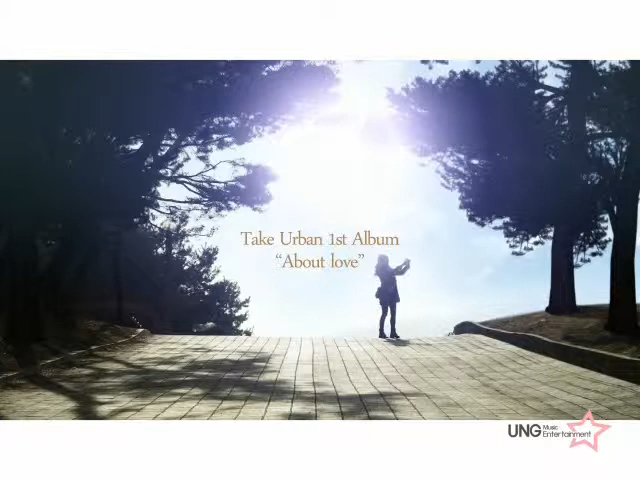 Take Urban 1st Album
“About love”
UNG Music
Entertainment